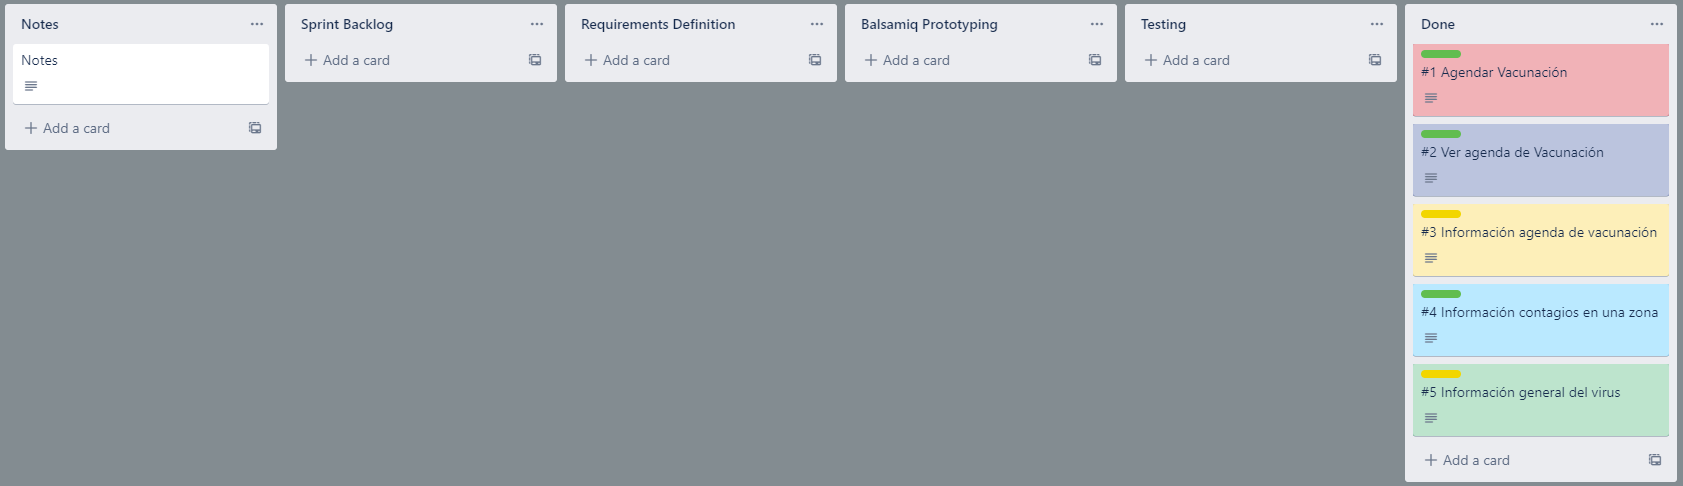 Notes
Notes
Add a card
Sprint Backlog
Add a card
Requirements Definition
Add a card
Balsamiq Prototyping
Add a card
Testing
Add a card
Done
#1 Agendar Vacunación
#2 Ver agenda de Vacunación
#3 Información agenda de vacunación
#4 Información contagios en una zona
#5 Información general del virus
Add a card